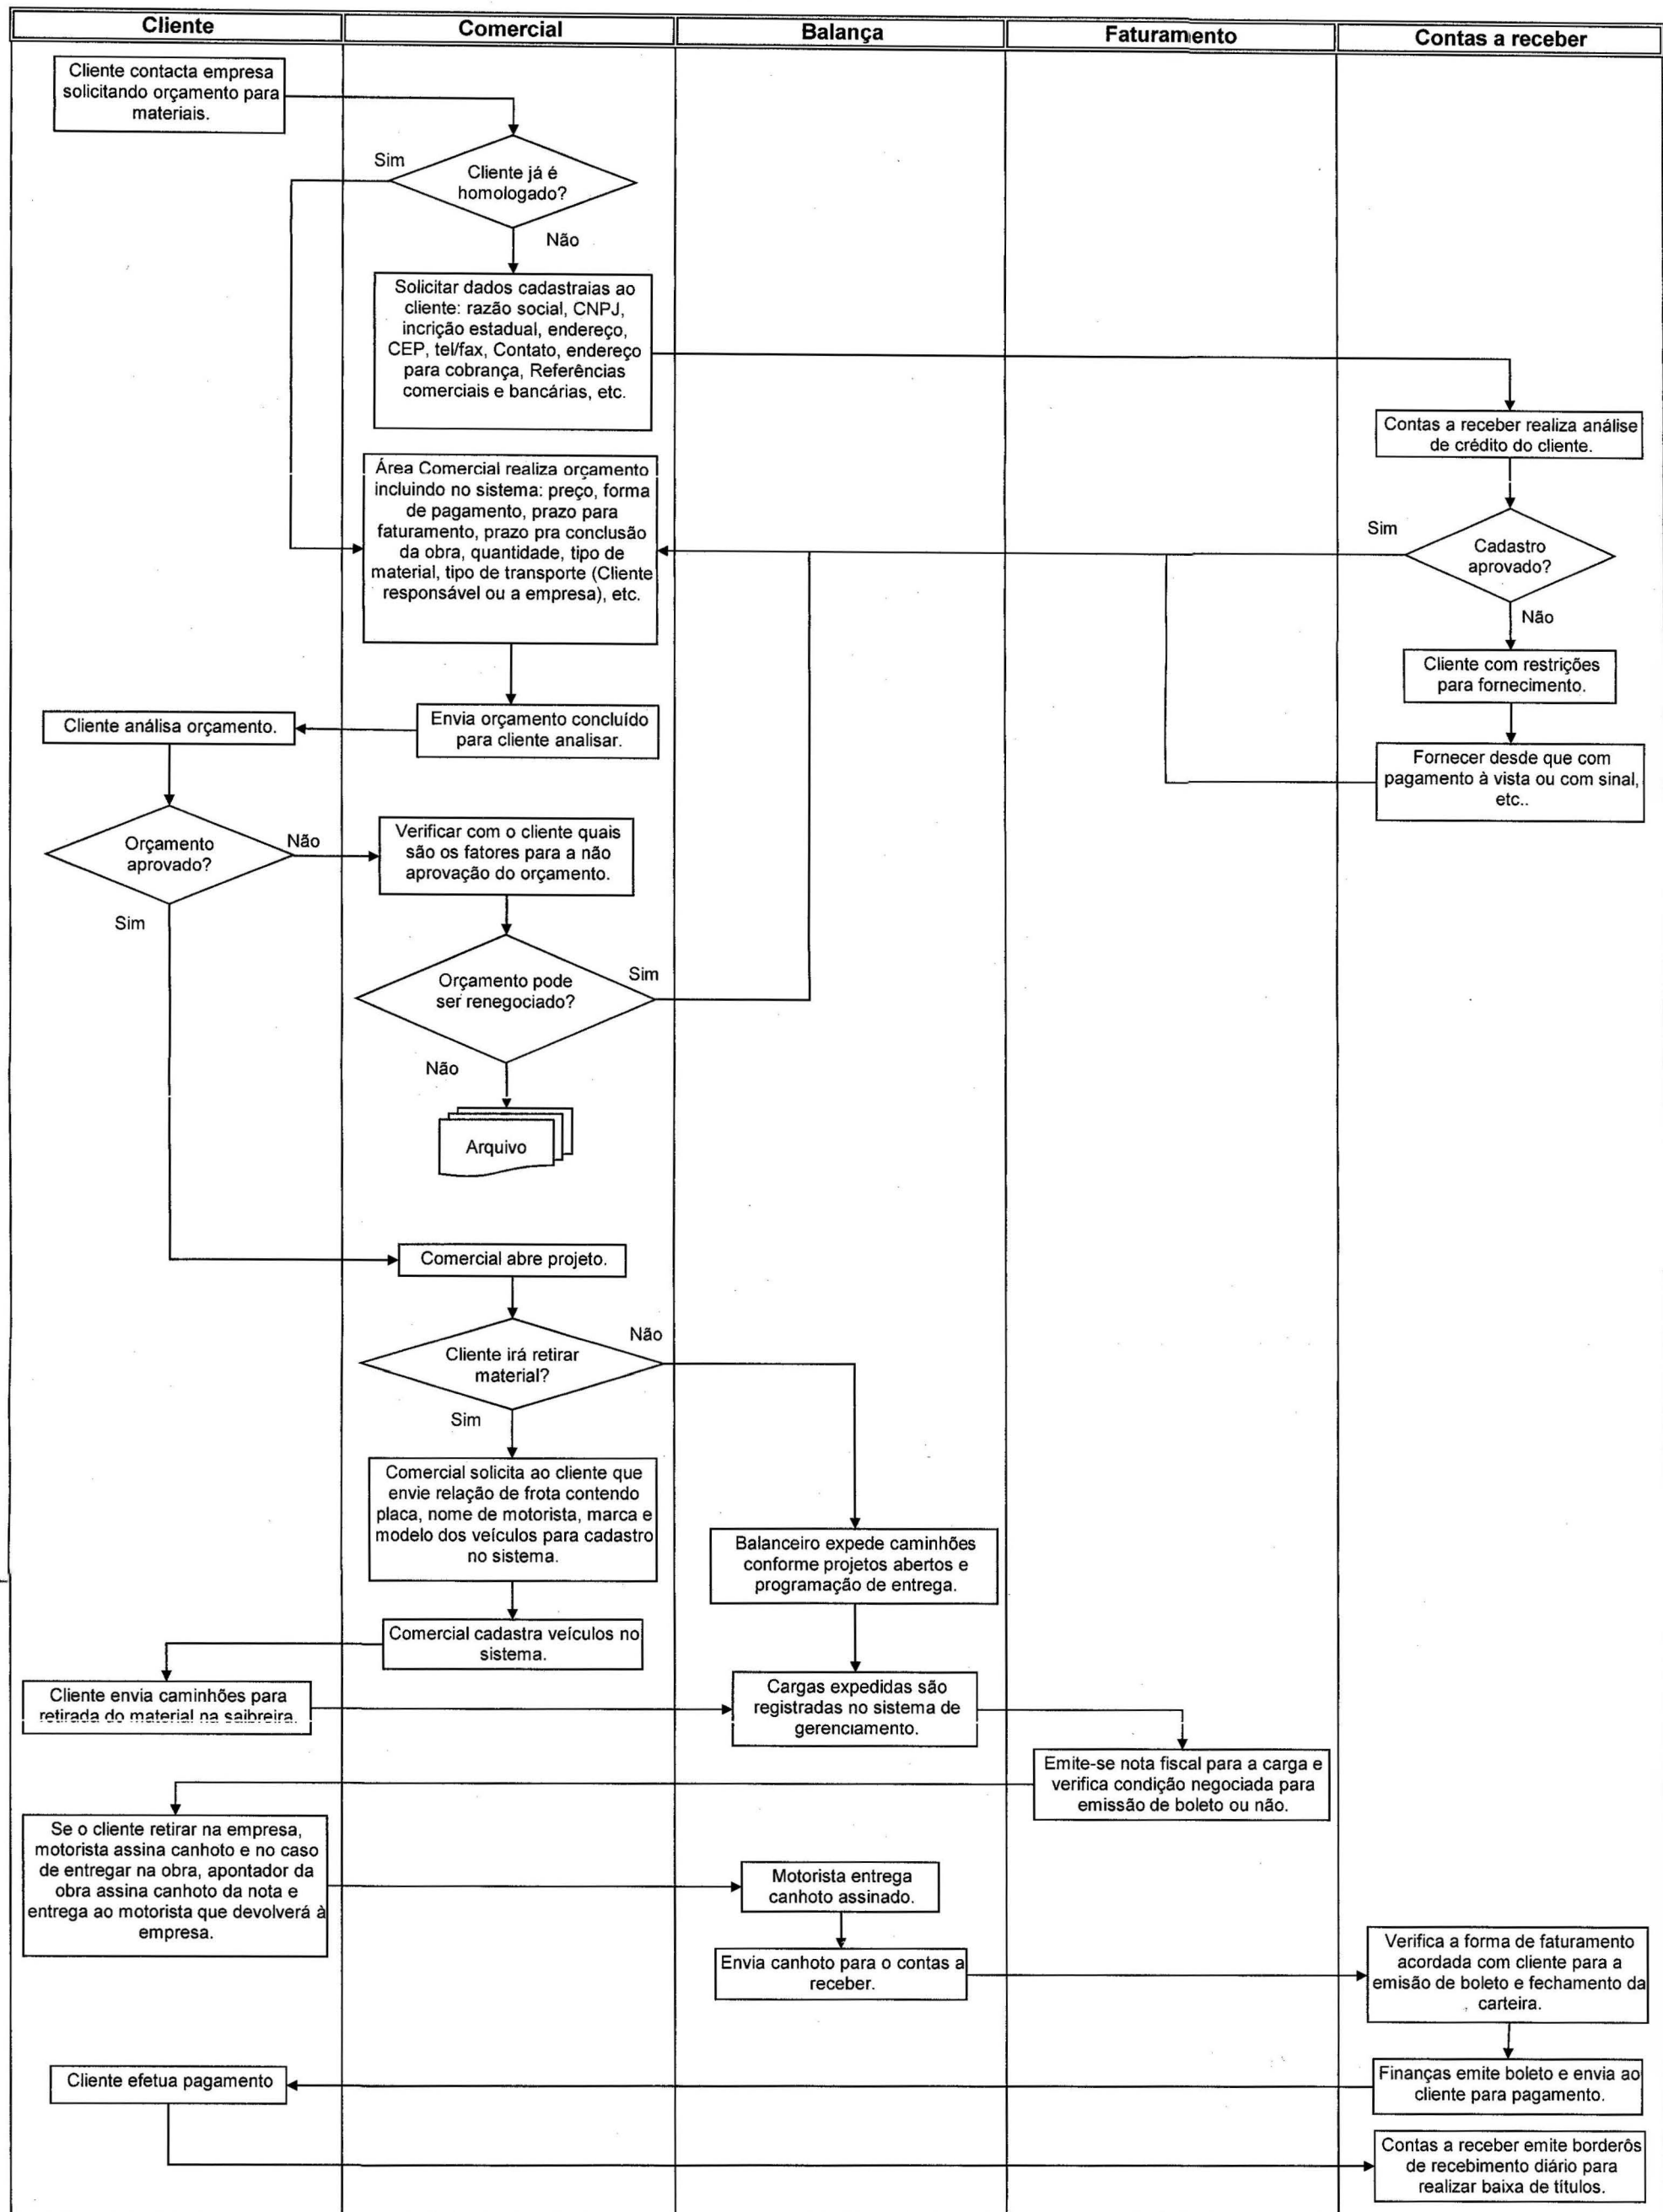 Cliente
Comercial
Balança
Faturamento
Contas a receber
Cliente contacta empresa
solicitando orçamento para
materiais.
Sim
Cliente já é
homologado?
Não
Solicitar dados cadastraias ao
cliente: razão social, CNPJ,
incrição estadual, endereço,
CEP, tel/fax, Contato, endereço
para cobrança, Referências
comerciais e bancárias, etc.
Contas a receber realiza análise
de crédito do cliente.
Área Comercial realiza orçamento
incluindo no sistema: preço, forma
de pagamento, prazo para
faturamento, prazo pra conclusão
da obra, quantidade, tipo de
material, tipo de transporte (Cliente
responsável ou a empresa), etc.
Sim
Cadastro
aprovado?
Não
Cliente com restrições
para fornecimento.
Fornecer desde que com
pagamento à vista ou com sinal,
etc..
Envia orçamento concluído
para cliente analisar.
Cliente análisa orçamento.
Orçamento
aprovado?
Não
Sim
Verificar com o cliente quais
são os fatores para a não
aprovação do orçamento.
Orçamento pode
ser renegociado?
Sim
Não
Arquivo
Comercial abre projeto.
Cliente irá retirar
material?
Não
Sim
Comercial solicita ao cliente que
envie relação de frota contendo
placa, nome de motorista, marca e
modelo dos veículos para cadastro
no sistema.
Balanceiro expede caminhões
conforme projetos abertos e
programação de entrega.
Comercial cadastra veículos no
sistema.
Cliente envia caminhões para
retirada do material na saibreira.
Cargas expedidas são
registradas no sistema de
gerenciamento.
Emite-se nota fiscal para a carga e
verifica condição negociada para
emissão de boleto ou não.
Se o cliente retirar na empresa,
motorista assina canhoto e no caso
de entregar na obra, apontador da
obra assina canhoto da nota e
entrega ao motorista que devolverá à
empresa.
Motorista entrega
canhoto assinado.
Envia canhoto para o contas a
receber.
Verifica a forma de faturamento
acordada com cliente para a
emissão de boleto e fechamento da
carteira.
Finanças emite boleto e envia ao
cliente para pagamento.
Cliente efetua pagamento
Contas a receber emite borderôs
de recebimento diário para
realizar baixa de títulos.